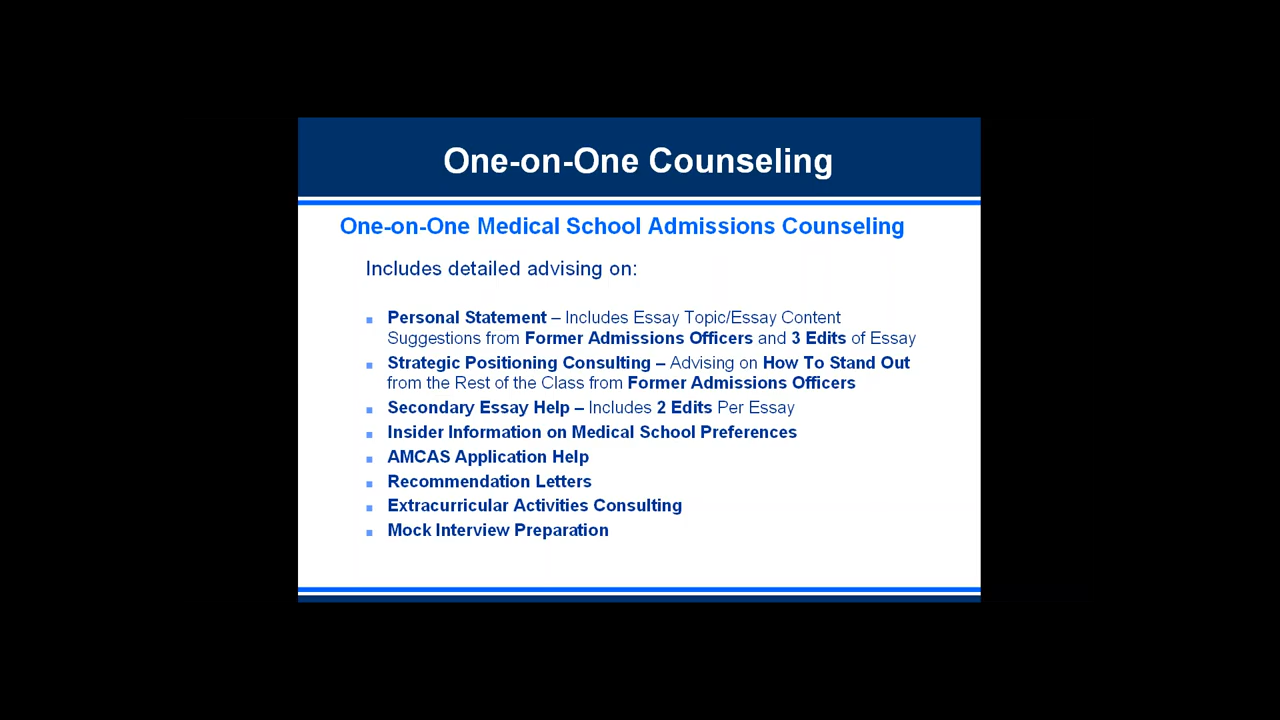 One-on-One Counseling
One-on-One Medical School Admissions Counseling
Includes detailed advising on:
Personal Statement – Includes Essay Topic/Essay Content
Suggestions from Former Admissions Officers and 3 Edits of Essay
Strategic Positioning Consulting – Advising on How To Stand Out
from the Rest of the Class from Former Admissions Officers
Secondary Essay Help – Includes 2 Edits Per Essay
Insider Information on Medical School Preferences
AMCAS Application Help
Recommendation Letters
Extracurricular Activities Consulting
Mock Interview Preparation